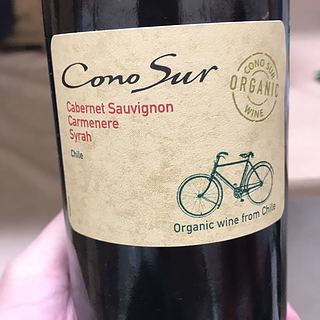 Cono Sur
Cabernet Sauvignon
Carmenere
Syrah
Chile
CONO SUR
ORGANIC
WINE
Organic wine from Chile